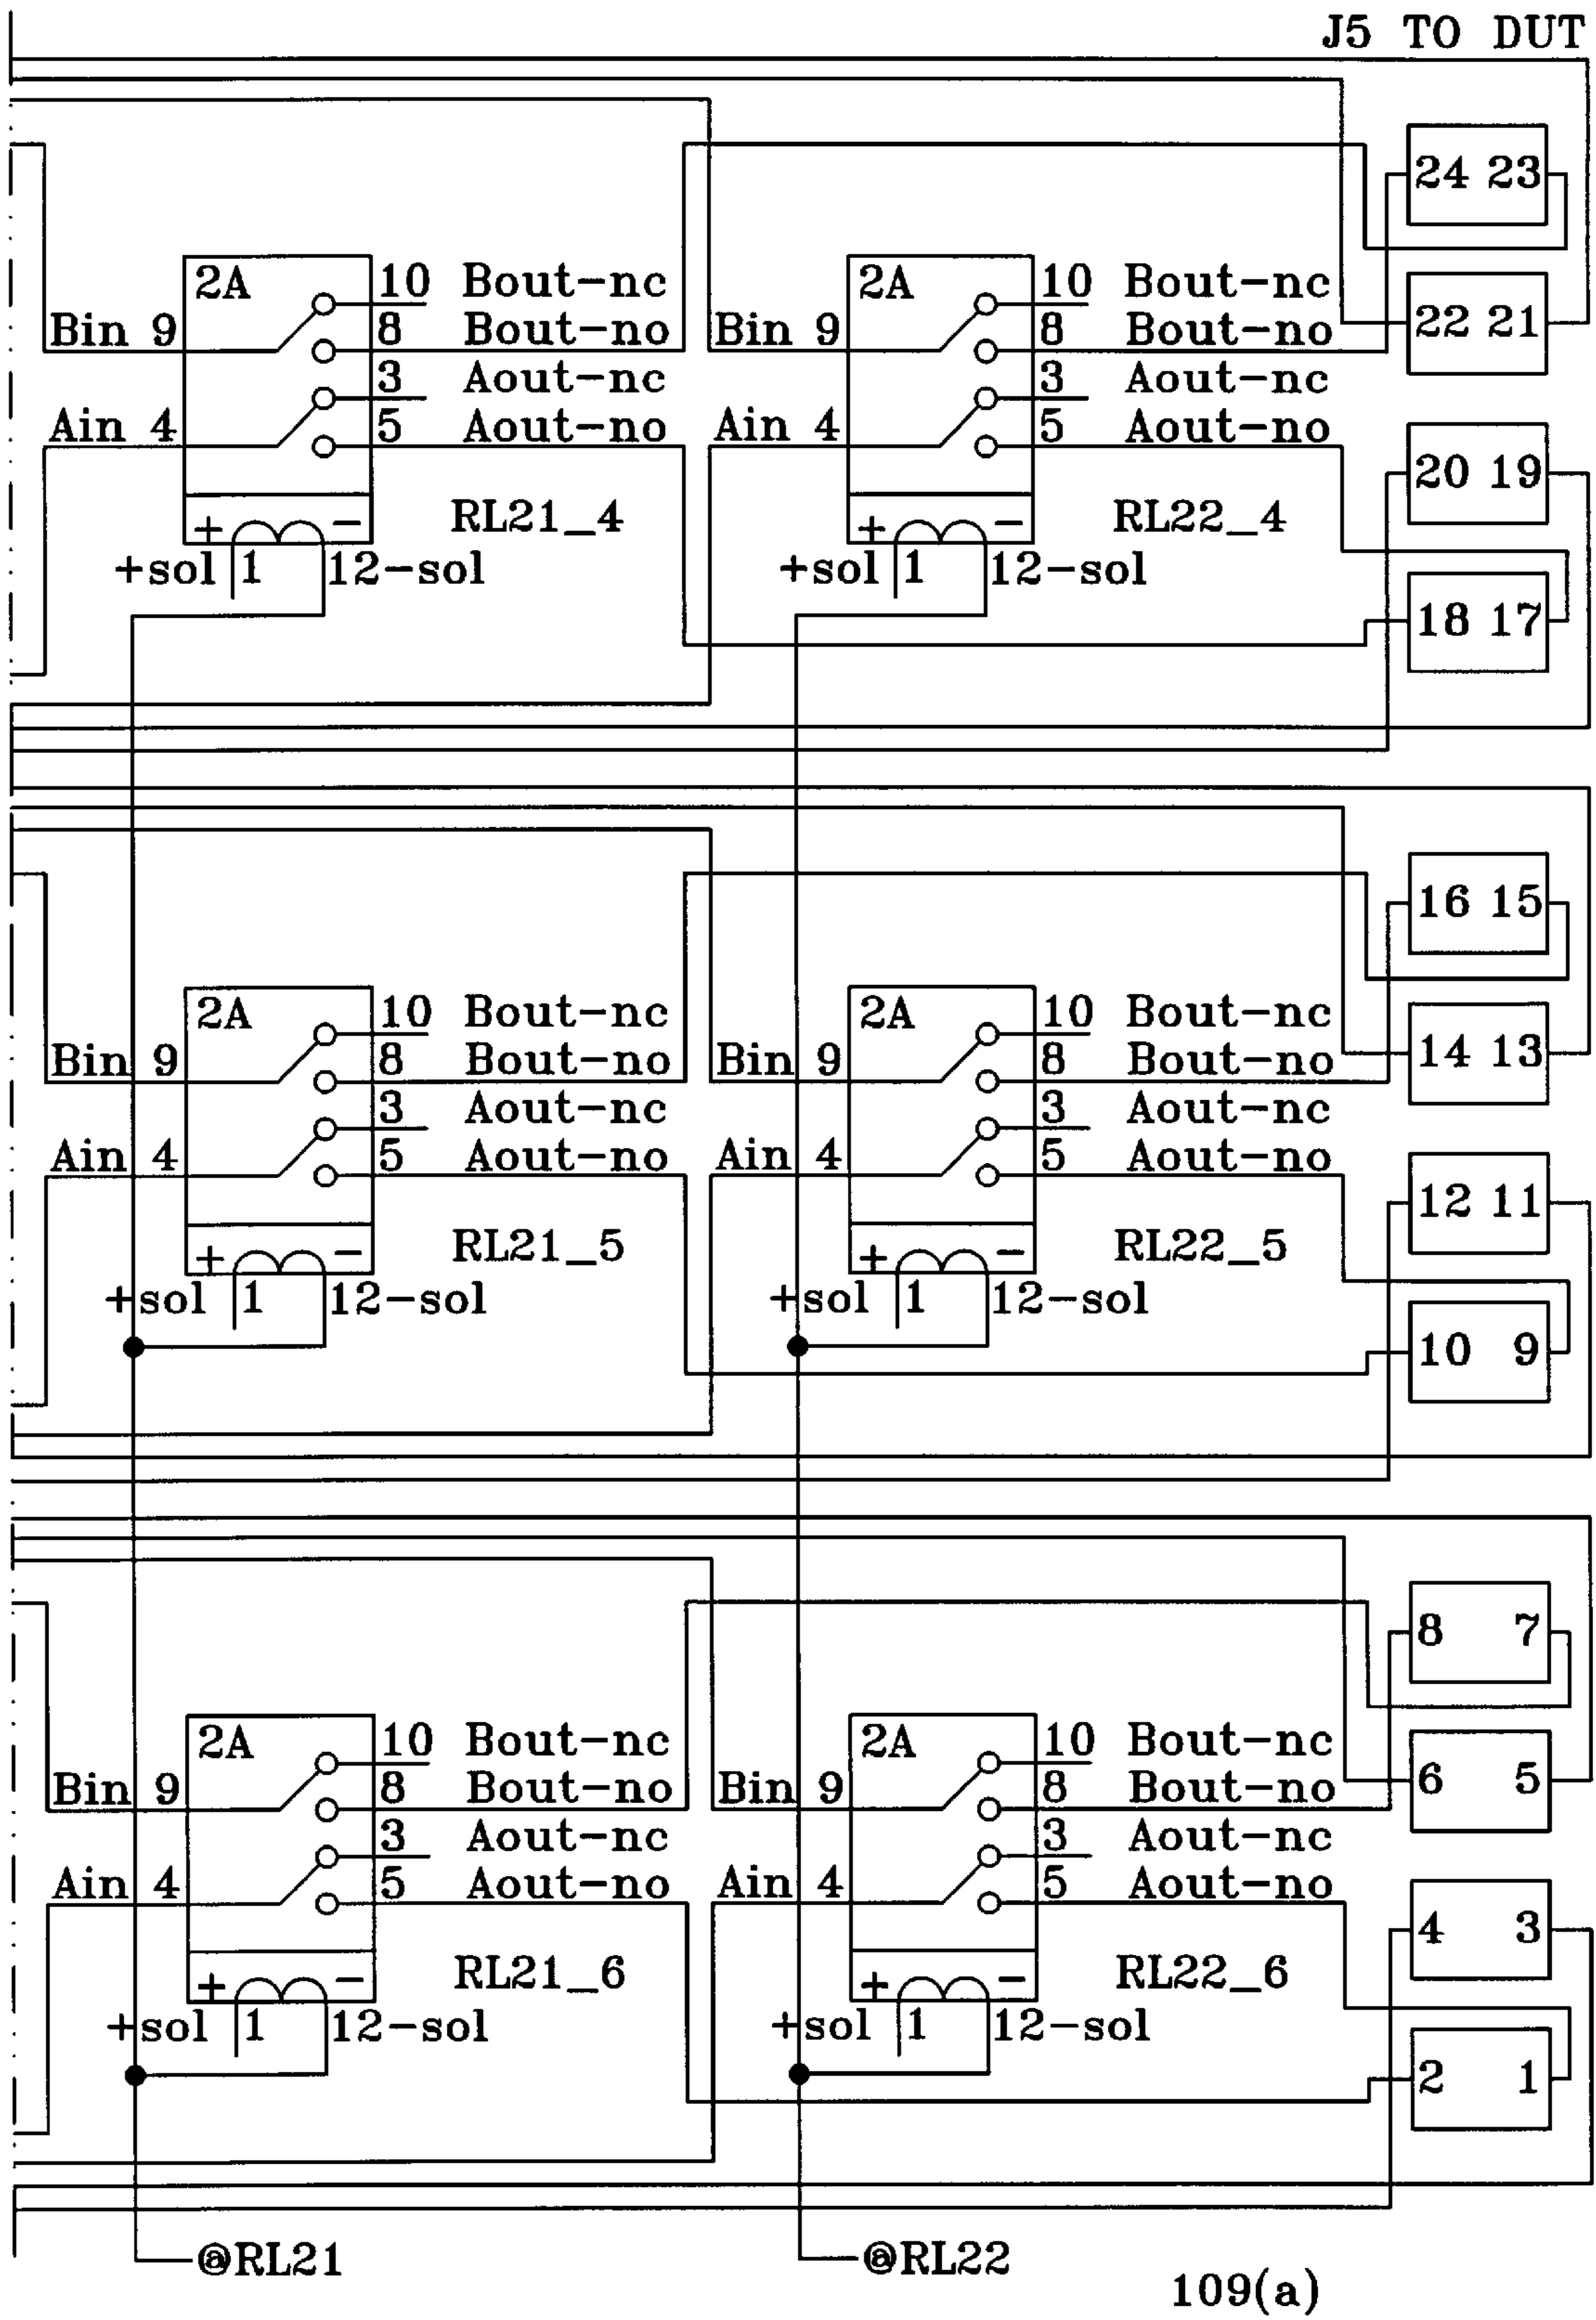 J5 TO DUT
24 23
2A 10 Bout-nc 2A 10 Bout-nc
Bin 9 8 Bout-no Bin 9 8 Bout-no 22 21
3 Aout-nc 3 Aout-nc
Ain 4 5 Aout-no Ain 4 5 Aout-no
20 19
+ - RL21_4 + - RL22_4
+sol 1 12-sol +sol 1 12-sol
18 17
16 15
2A 10 Bout-nc 2A 10 Bout-nc
Bin 9 8 Bout-no Bin 9 8 Bout-no 14 13
3 Aout-nc 3 Aout-nc
Ain 4 5 Aout-no Ain 4 5 Aout-no
12 11
+ - RL21_5 + - RL22_5
+sol 1 12-sol +sol 1 12-sol
10 9
8 7
2A 10 Bout-nc 2A 10 Bout-nc
Bin 9 8 Bout-no Bin 9 8 Bout-no 6 5
3 Aout-nc 3 Aout-nc
Ain 4 5 Aout-no Ain 4 5 Aout-no
4 3
+ - RL21_6 + - RL22_6
+sol 1 12-sol +sol 1 12-sol
2 1
@RL21 @RL22
109(a)